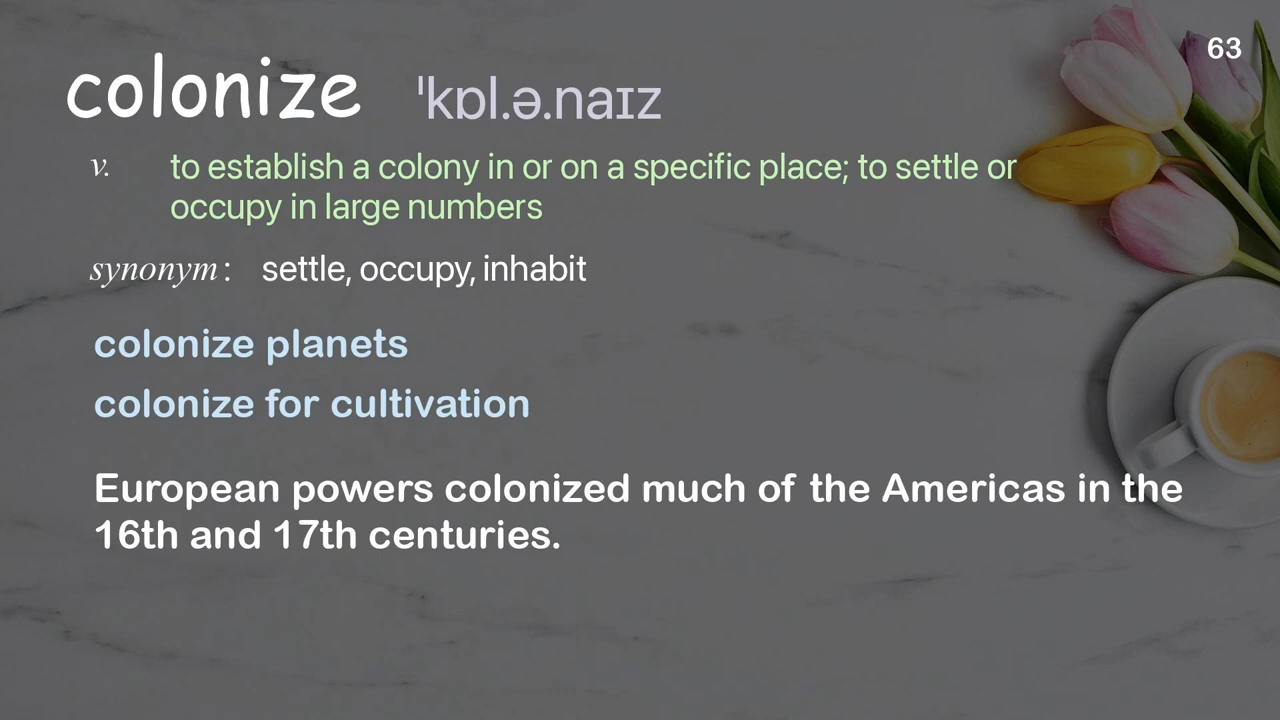 63
colonize ˈkɒl.ə.naɪz
v. to establish a colony in or on a specific place; to settle or
occupy in large numbers
synonym: settle, occupy, inhabit
colonize planets
colonize for cultivation
European powers colonized much of the Americas in the
16th and 17th centuries.